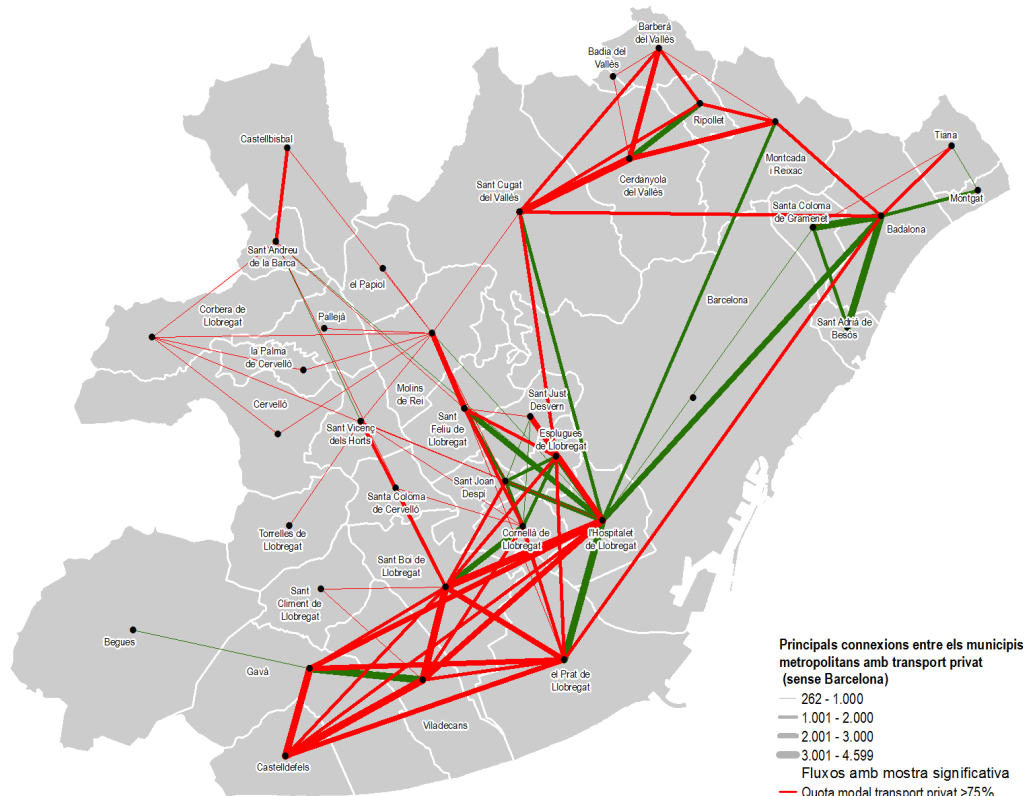 Barberà
del Vallès
Badia del
Vallès
Ripollet
Castellbisbal
Tiana
Montcada
i Reixac
Cerdanyola
del Vallès
Sant Cugat
del Vallès
Montgat
Santa Coloma
de Gramenet
Badalona
Sant Andreu
de la Barca
el Papiol
Barcelona
Corbera de
Llobregat
Pallejà
Sant Adrià de
Besòs
la Palma
de Cervelló
Molins
de Rei
Sant Just
Desvern
Cervelló
Sant Vicenç
dels Horts
Sant
Feliu de
Llobregat
Esplugues
de Llobregat
Sant Joan
Despí
Santa Coloma
de Cervelló
Torrelles de
Llobregat
Cornellà de
Llobregat
l'Hospitalet
de Llobregat
Sant Boi de
Llobregat
Sant
Climent de
Llobregat
Begues
Gavà
el Prat de
Llobregat
Viladecans
Castelldefels
Principals connexions entre els municipis
metropolitans amb transport privat
(sense Barcelona)
262 - 1.000
1.001 - 2.000
2.001 - 3.000
3.001 - 4.599
Fluxos amb mostra significativa
Quota modal transport privat >75%